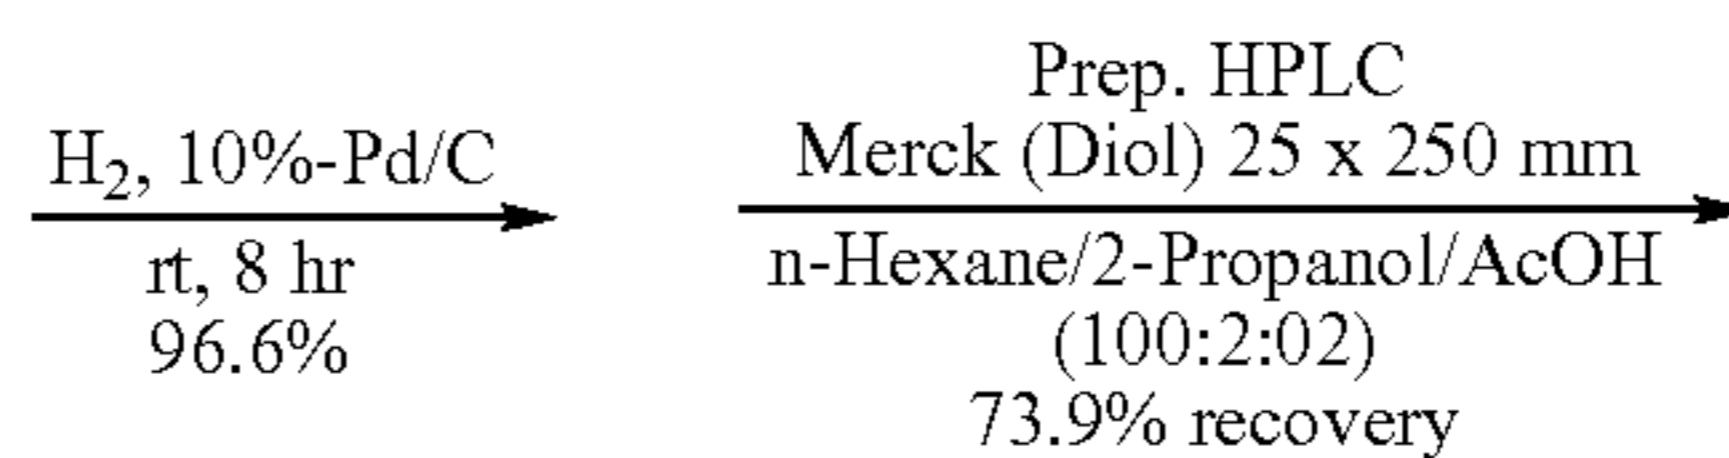 H₂, 10%-Pd/C
rt, 8 hr
96.6%
Prep. HPLC
Merck (Diol) 25 x 250 mm
n-Hexane/2-Propanol/AcOH
(100:2:02)
73.9% recovery